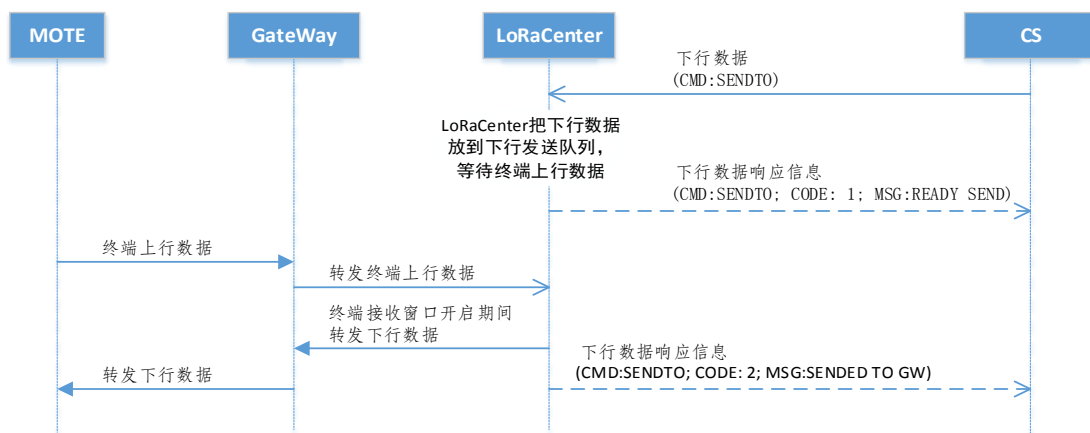 MOTE
GateWay
LoRaCenter
CS
下行数据
(CMD:SENDTO)
LoRaCenter把下行数据
放到下行发送队列，
等待终端上行数据
下行数据响应信息
(CMD:SENDTO; CODE: 1; MSG:READY SEND)
终端上行数据
转发终端上行数据
终端接收窗口开启期间
转发下行数据
下行数据响应信息
(CMD:SENDTO; CODE: 2; MSG:SENDED TO GW)
转发下行数据